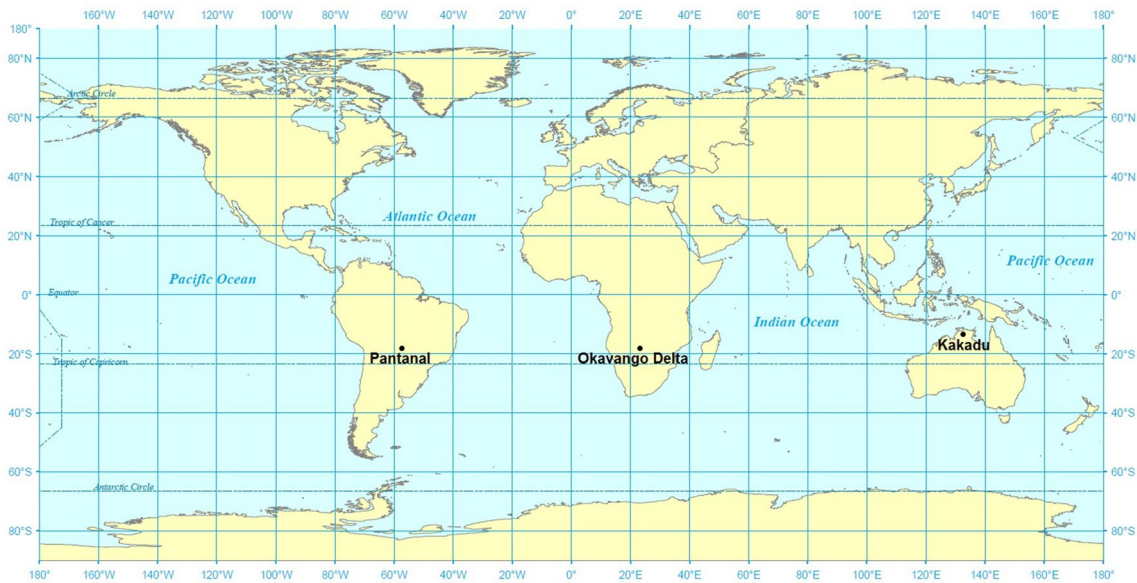 160°W 140°W 120°W 100°W 80°W 60°W 40°W 20°W 0° 20°E 40°E 60°E 80°E 100°E 120°E 140°E 160°E 180°
180°
80°N 80°N
Arctic Circle
60°N 60°N
40°N 40°N
Atlantic Ocean
Tropic of Cancer
20°N 20°N
Pacific Ocean Pacific Ocean
Equator
0° 0°
Indian Ocean
Kakadu
Pantanal Okavango Delta
20°S 20°S
Tropic of Capricorn
40°S 40°S
60°S 60°S
Antarctic Circle
80°S 80°S
180° 160°W 140°W 120°W 100°W 80°W 60°W 40°W 20°W 0° 20°E 40°E 60°E 80°E 100°E 120°E 140°E 160°E 180°